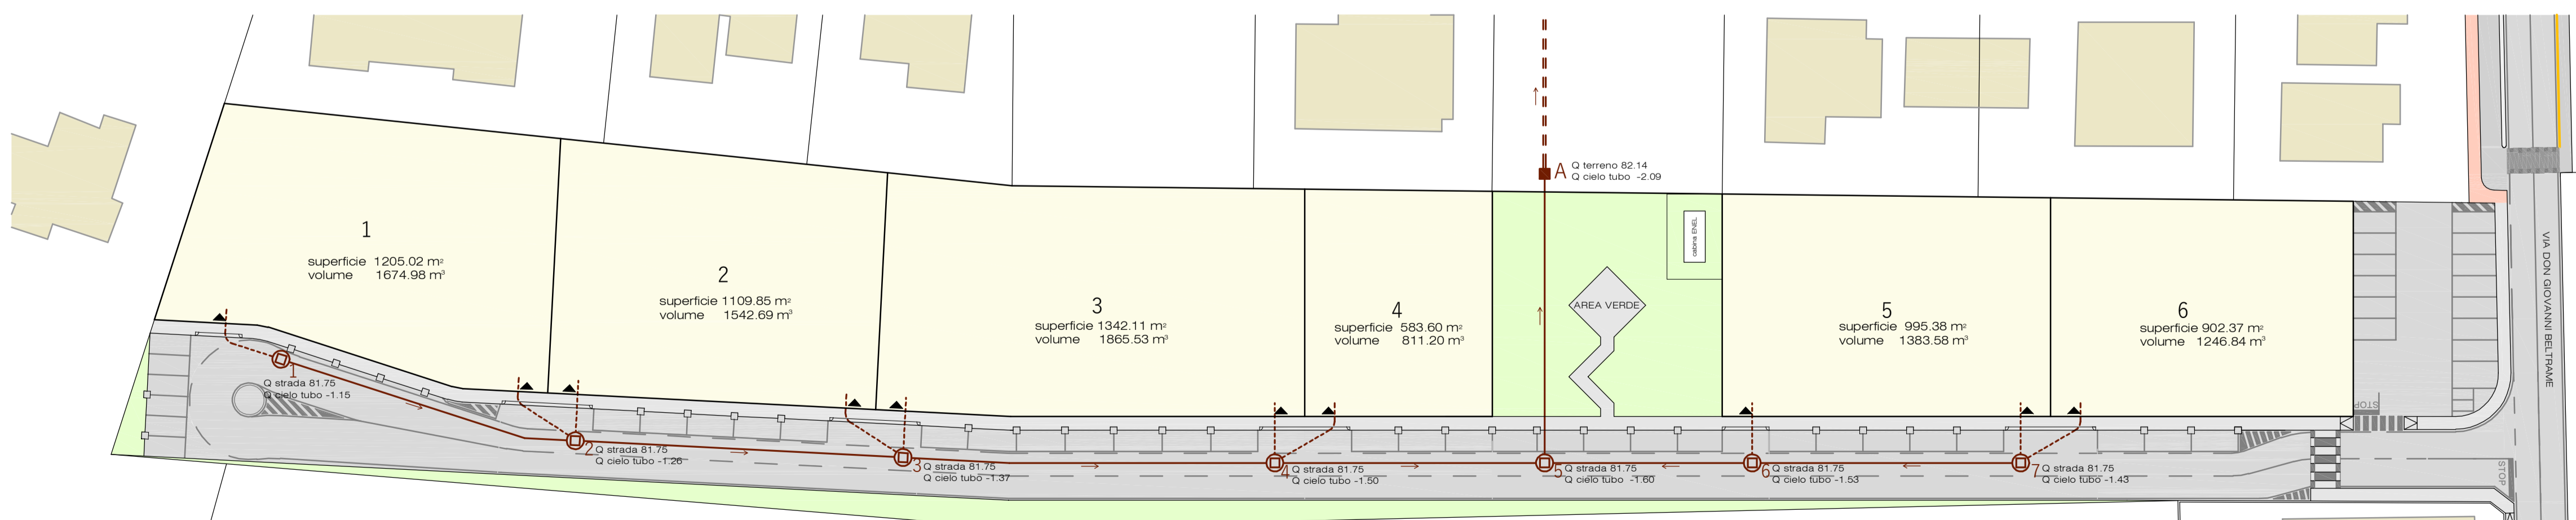 A
Q terreno 82.14
Q cielo tubo -2.09
1
superficie 1205.02 m²
volume 1674.98 m³
2
superficie 1109.85 m²
volume 1542.69 m³
3
superficie 1342.11 m²
volume 1865.53 m³
4
superficie 583.60 m²
volume 811.20 m³
cabina ENEL
AREA VERDE
5
superficie 995.38 m²
volume 1383.58 m³
6
superficie 902.37 m²
volume 1246.84 m³
VIA DON GIOVANNI BELTRAME
STOP
STOP
1
Q strada 81.75
Q cielo tubo -1.15
2
Q strada 81.75
Q cielo tubo -1.26
3
Q strada 81.75
Q cielo tubo -1.37
4
Q strada 81.75
Q cielo tubo -1.50
5
Q strada 81.75
Q cielo tubo -1.60
6
Q strada 81.75
Q cielo tubo -1.53
7
Q strada 81.75
Q cielo tubo -1.43